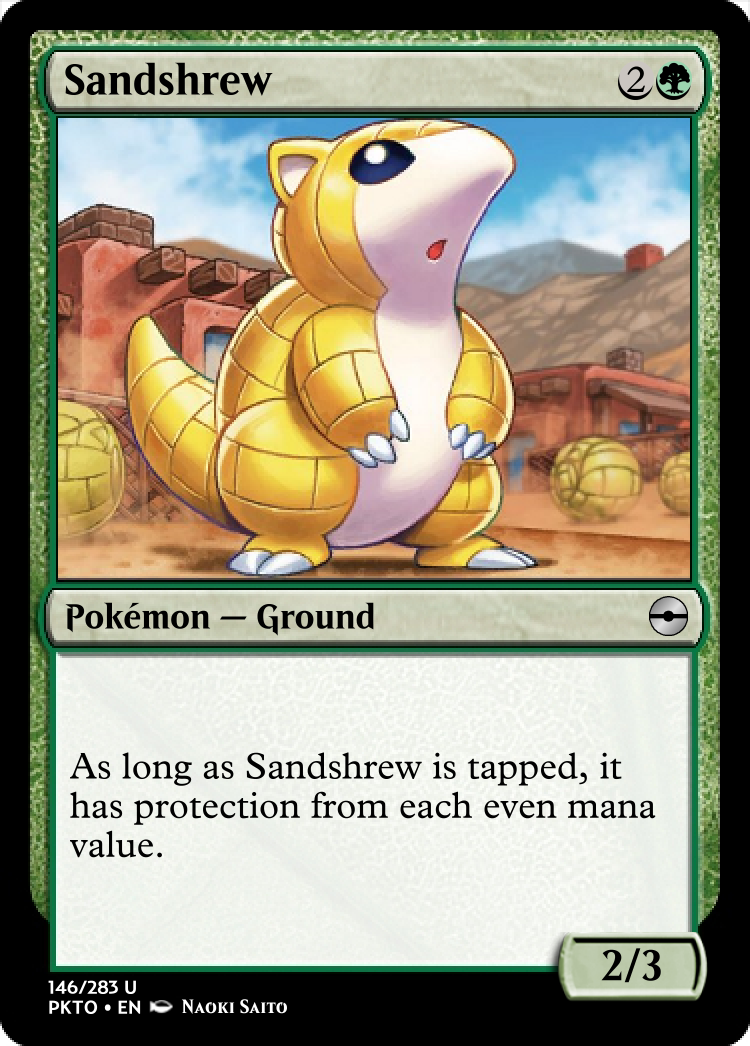 Sandshrew 2
Pokémon — Ground
As long as Sandshrew is tapped, it
has protection from each even mana
value.
2/3
146/283 U
PKTO • EN Naoki Saito